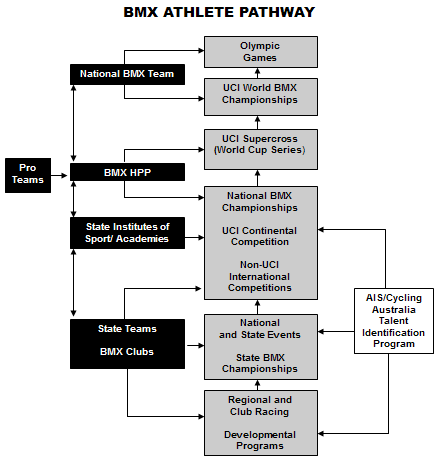 BMX ATHLETE PATHWAY
Olympic
Games
National BMX Team
UCI World BMX
Championships
UCI Supercross
(World Cup Series)
Pro
Teams
BMX HPP
National BMX
Championships
UCI Continental
Competition
Non-UCI
International
Competitions
State Institutes of
Sport/ Academies
AIS/Cycling
Australia
Talent
Identification
Program
State Teams
BMX Clubs
National
and State Events
State BMX
Championships
Regional and
Club Racing
Developmental
Programs